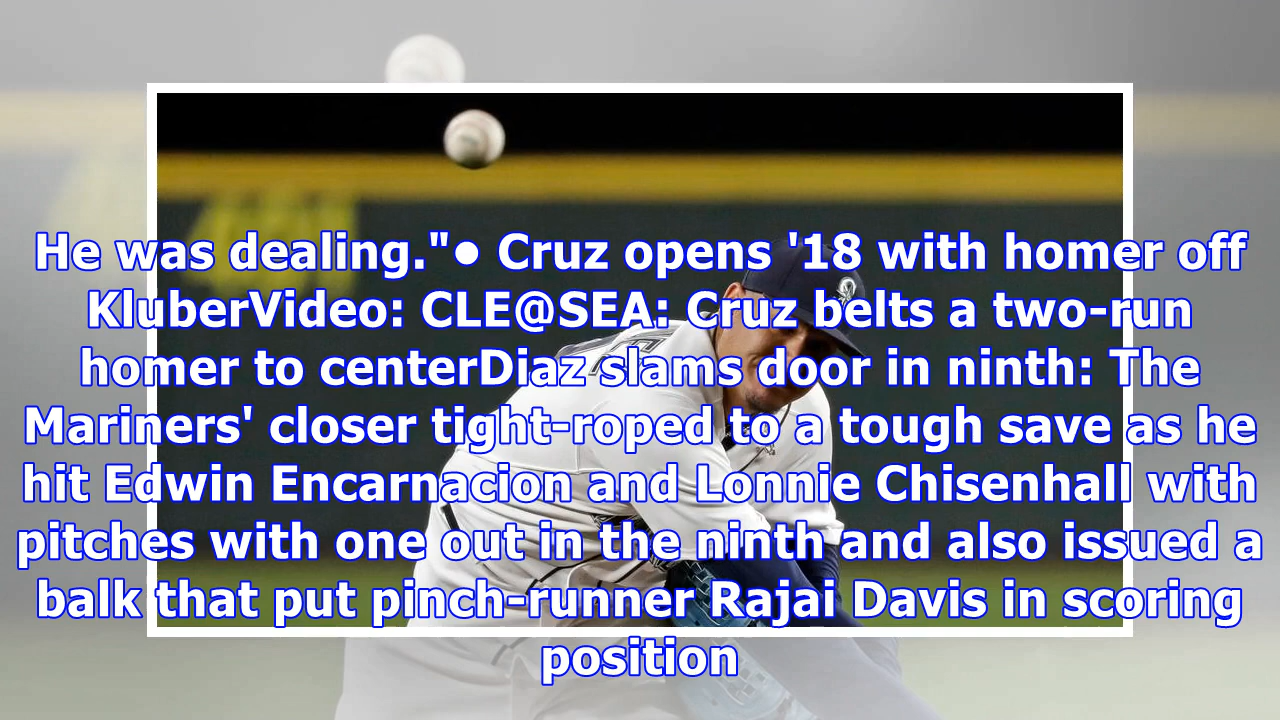 He was dealing."● Cruz opens '18 with homer off
KluberVideo: CLE@SEA: Cruz belts a two-run
homer to centerDiaz slams door in ninth: The
Mariners' closer tight-roped to a tough save as he
hit Edwin Encarnacion and Lonnie Chisenhall with
pitches with one out in the ninth and also issued a
balk that put pinch-runner Rajai Davis in scoring
position